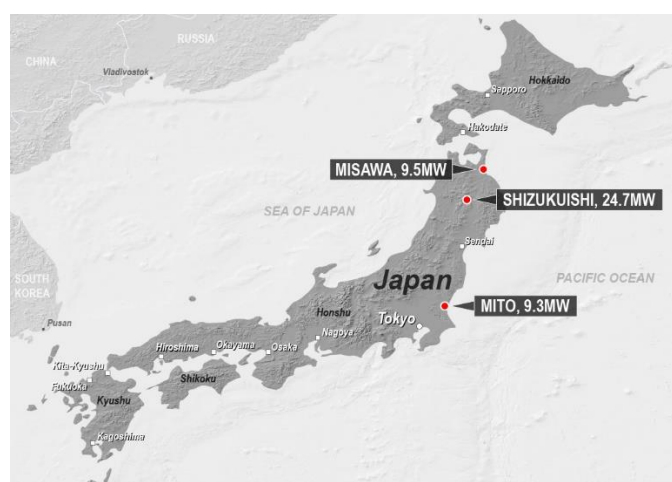 RUSSIA
CHINA
Vladivostok
Hokkaido
Sapporo
Hakodate
MISAWA, 9.5MW
SHIZUKUISHI, 24.7MW
SEA OF JAPAN
Sendai
SOUTH
KOREA
Japan
PACIFIC OCEAN
MITO, 9.3MW
Honshu
Tokyo
Pusan
Nagoya
Okayama
Hiroshima
Osaka
Kita-Kyushu
Fukuoka
Shikoku
Kyushu
Kagoshima